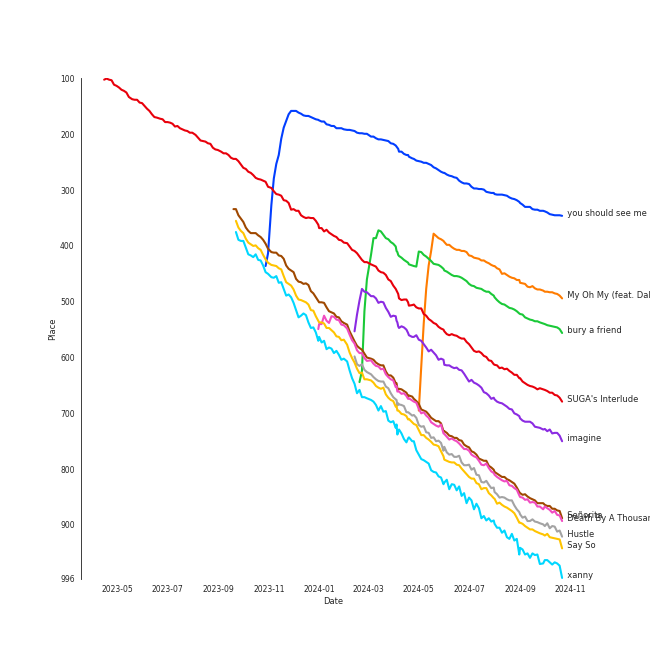 100
200
300
400
500
600
700
800
900
996
Place
2023-05
2023-07
2023-09
2023-11
2024-01
2024-03
2024-05
2024-07
2024-09
2024-11
Date
you should see me
My Oh My (feat. Dal
bury a friend
SUGA's Interlude
imagine
Señorita
Death By A Thousan
Hustle
Say So
xanny